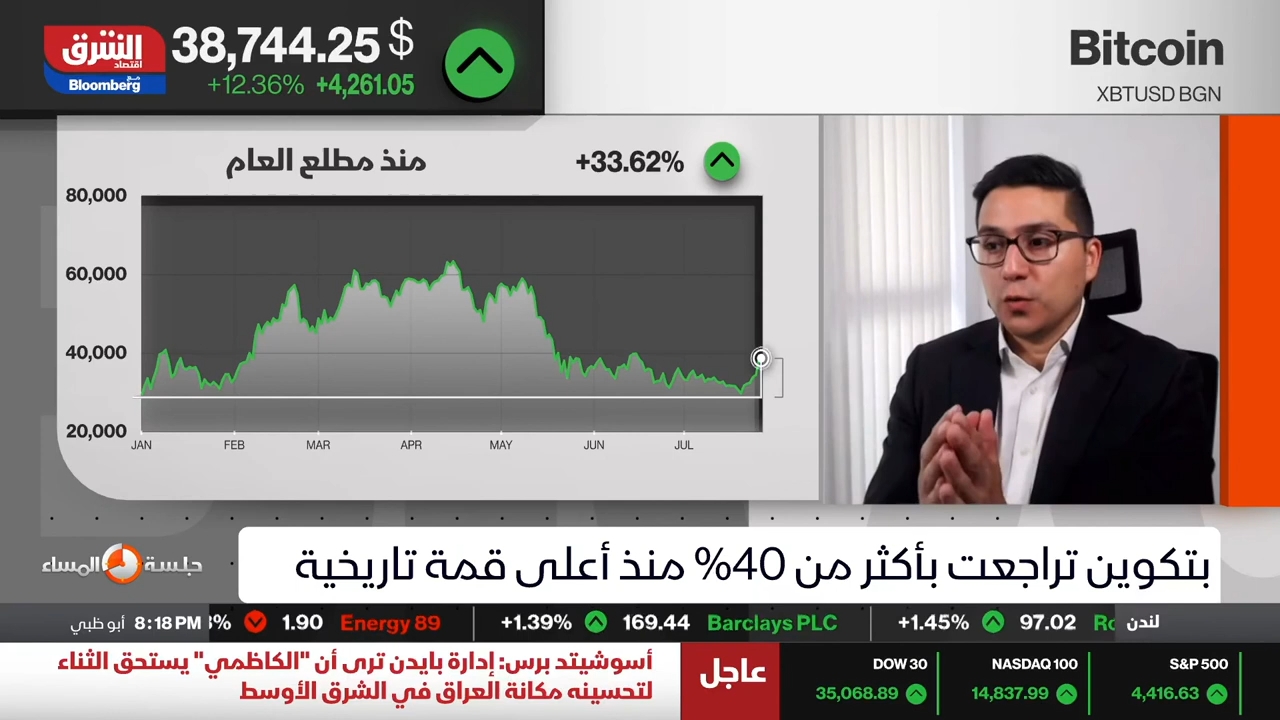 الشرق
اقتصاد
مع
Bloomberg
38,744.25 $
+12.36% +4,261.05
Bitcoin
XBTUSD BGN
منذ مطلع العام
+33.62%
80,000
60,000
40,000
20,000
JAN FEB MAR APR MAY JUN JUL
بتكوين تراجعت بأكثر من 40% منذ أعلى قمة تاريخية
جلسة المساء
أبو ظبي 8:18 PM
% 1.90 Energy 89
+1.39% 169.44 Barclays PLC
+1.45% 97.02
لندن
عاجل
أسوشيتد برس: إدارة بايدن ترى أن "الكاظمي" يستحق الثناء
لتحسينه مكانة العراق في الشرق الأوسط
DOW 30
35,068.89
NASDAQ 100
14,837.99
S&P 500
4,416.63